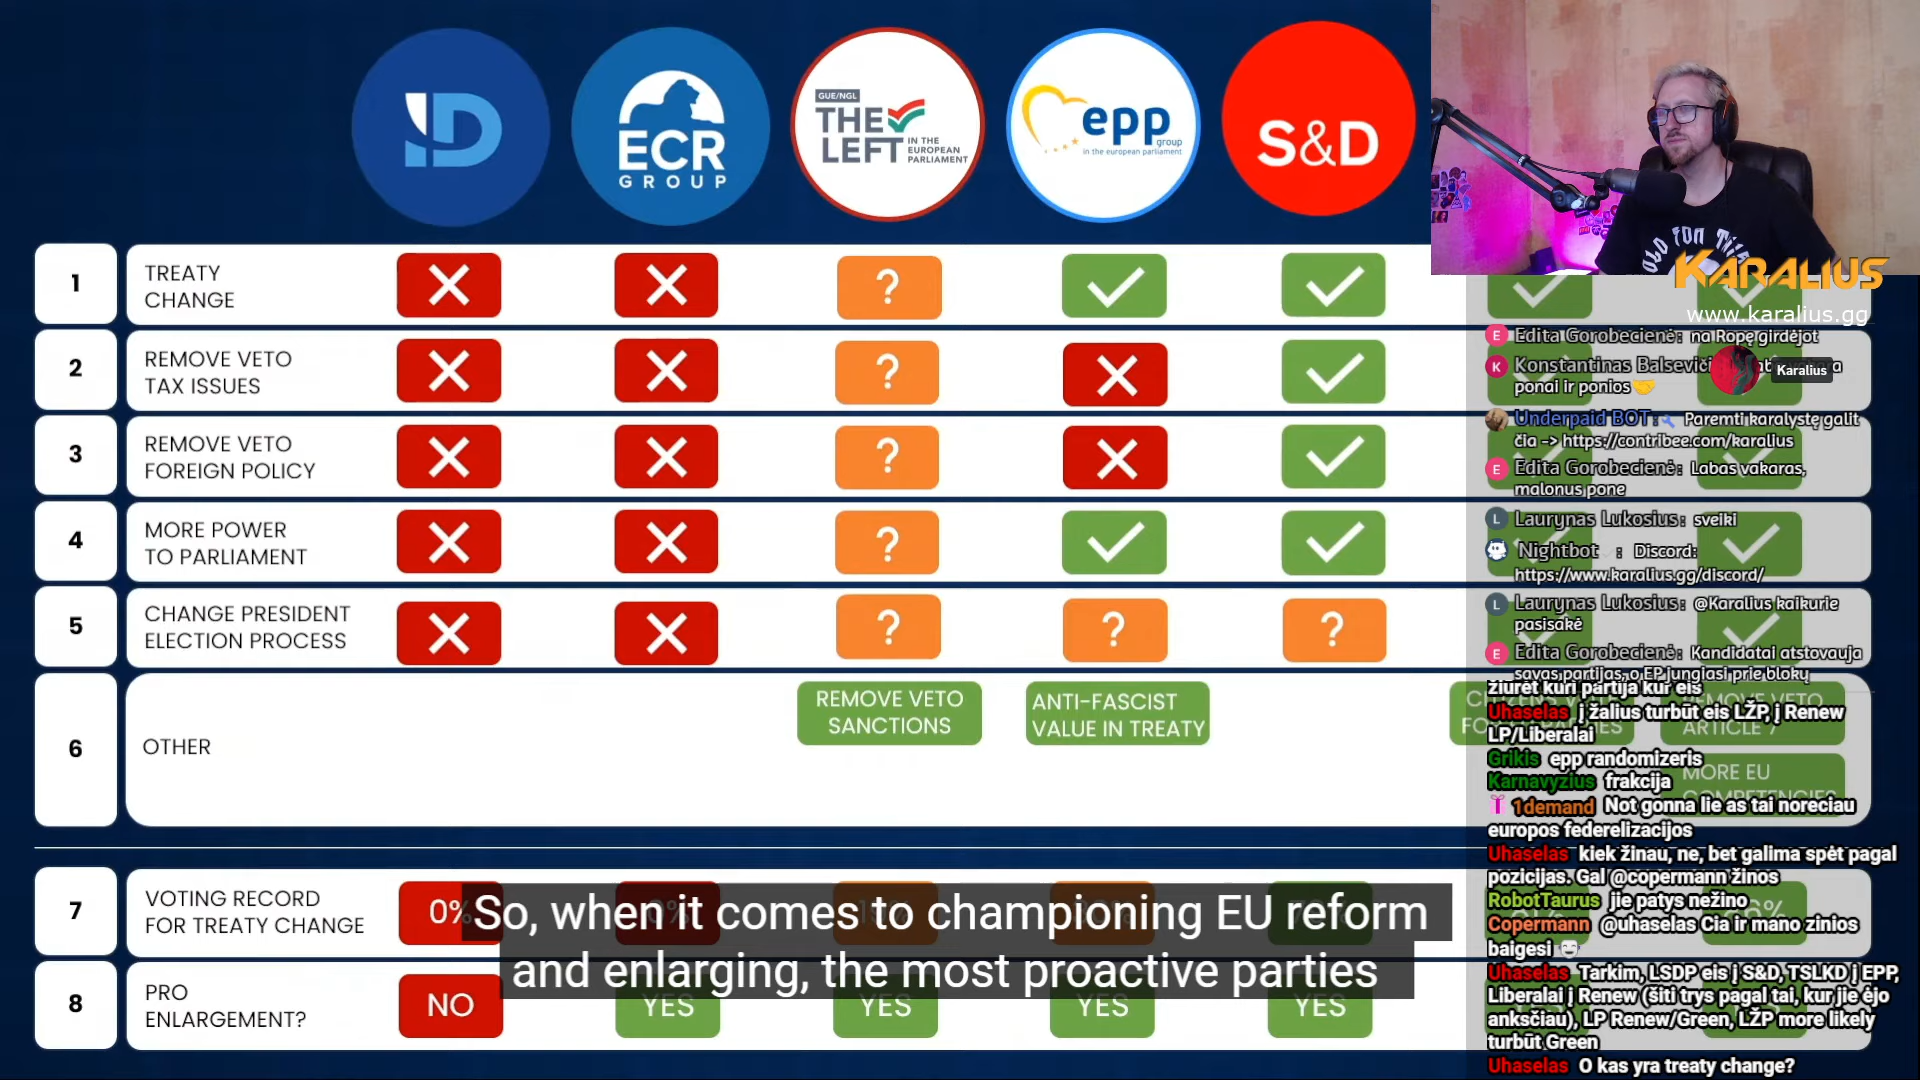 ID
ECR
GROUP
GUE/NGL
THE
LEFT
IN THE
EUROPEAN
PARLIAMENT
epp
group
in the european parliament
S&D
1
TREATY
CHANGE
2
REMOVE VETO
TAX ISSUES
3
REMOVE VETO
FOREIGN POLICY
?
4
MORE POWER
TO PARLIAMENT
?
5
CHANGE PRESIDENT
ELECTION PROCESS
?
?
?
6
OTHER
REMOVE VETO
SANCTIONS
ANTI-FASCIST
VALUE IN TREATY
REMOVE VETO
ARTICLE 7
MORE EU
7
VOTING RECORD
FOR TREATY CHANGE
0%
8
PRO
ENLARGEMENT?
NO
YES
YES
YES
YES
So, when it comes to championing EU reform
and enlarging, the most proactive parties
KARALIUS
www.karalius.gg
Karalius
Edita Gorobecienė: na Ropę girdėjot
Konstantinas
ponai ir ponios
Underpaid BOT: Paremti karalystę galit
čia -> https://contribee.com/karalius
Edita Gorobecienė: Labas vakaras,
malonus pone
Laurynas Lukosius: sveiki
Nightbot : Discord:
https://www.karalius.gg/discord/
Laurynas Lukosius: @Karalius kaikurie
pasisakė
Edita Gorobecienė: Kandidatai atstovauja
savas partijas, o EP jungiasi prie blokų
žiūrėt kuri partija kur eis
Uhaselas į žalius turbūt eis LŽP, į Renew
LP/Liberalai
Grikis epp randomizeris
Karnavyzius frakcija
1demand Not gonna lie as tai noreciau
europos federelizacijos
Uhaselas kiek žinau, ne, bet galima spėt pagal
pozicijas. Gal @copermann žinos
RobotTaurus jie patys nežino
Copermann @uhaselas Cia ir mano zinios
baigesi
Uhaselas Tarkim, LSDP eis į S&D, TSLKD į EPP,
Liberalai į Renew (šiti trys pagal tai, kur jie ėjo
anksčiau), LP Renew/Green, LŽP more likely
turbūt Green
Uhaselas O kas yra treaty change?